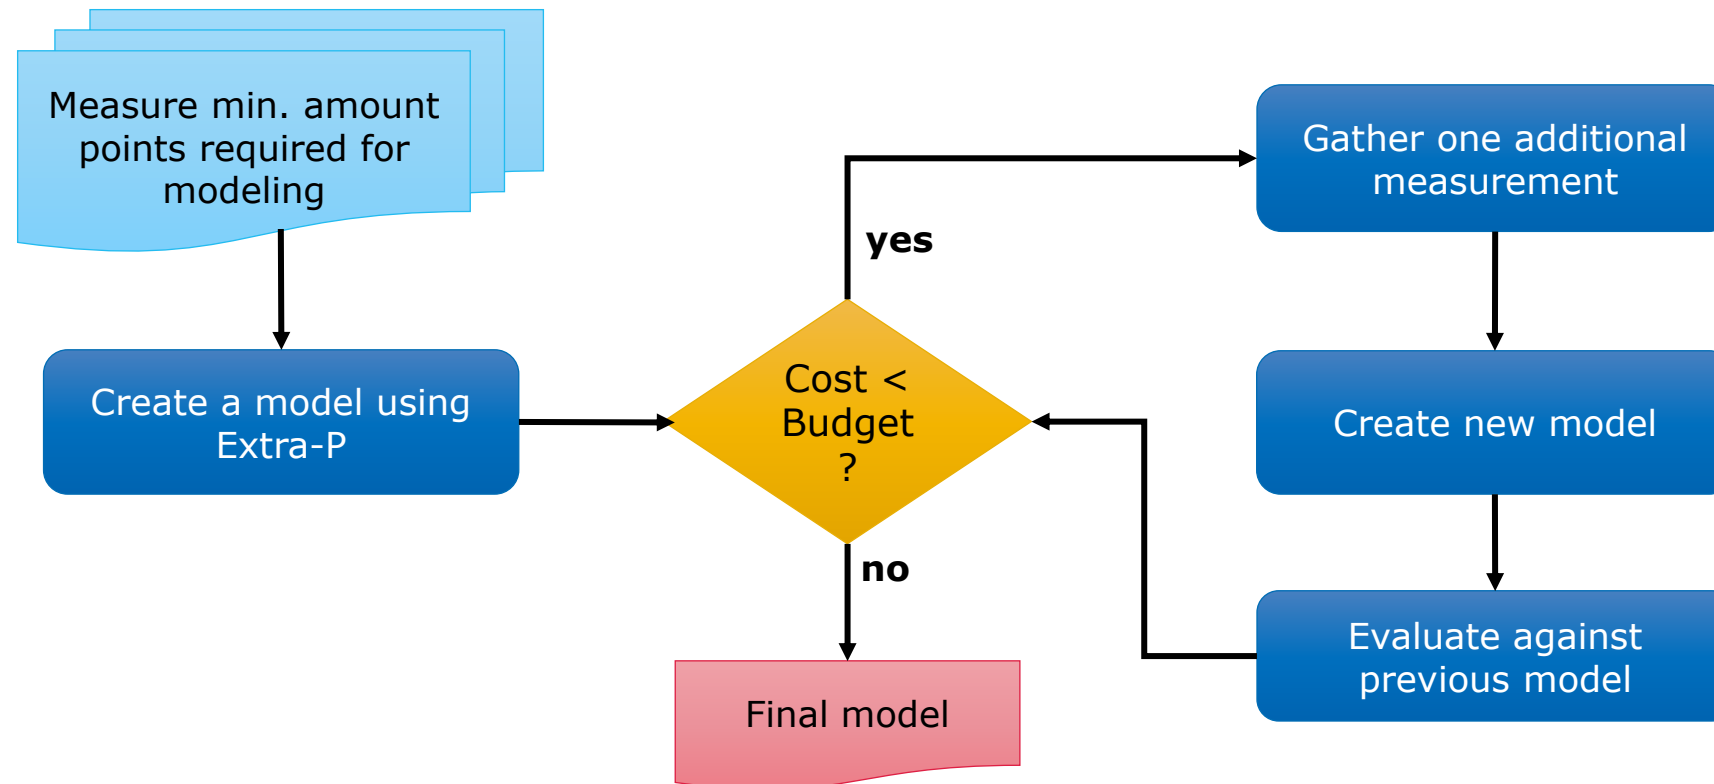 Measure min. amount
points required for
modeling
Create a model using
Extra-P
Cost <
Budget
?
yes
no
Final model
Gather one additional
measurement
Create new model
Evaluate against
previous model